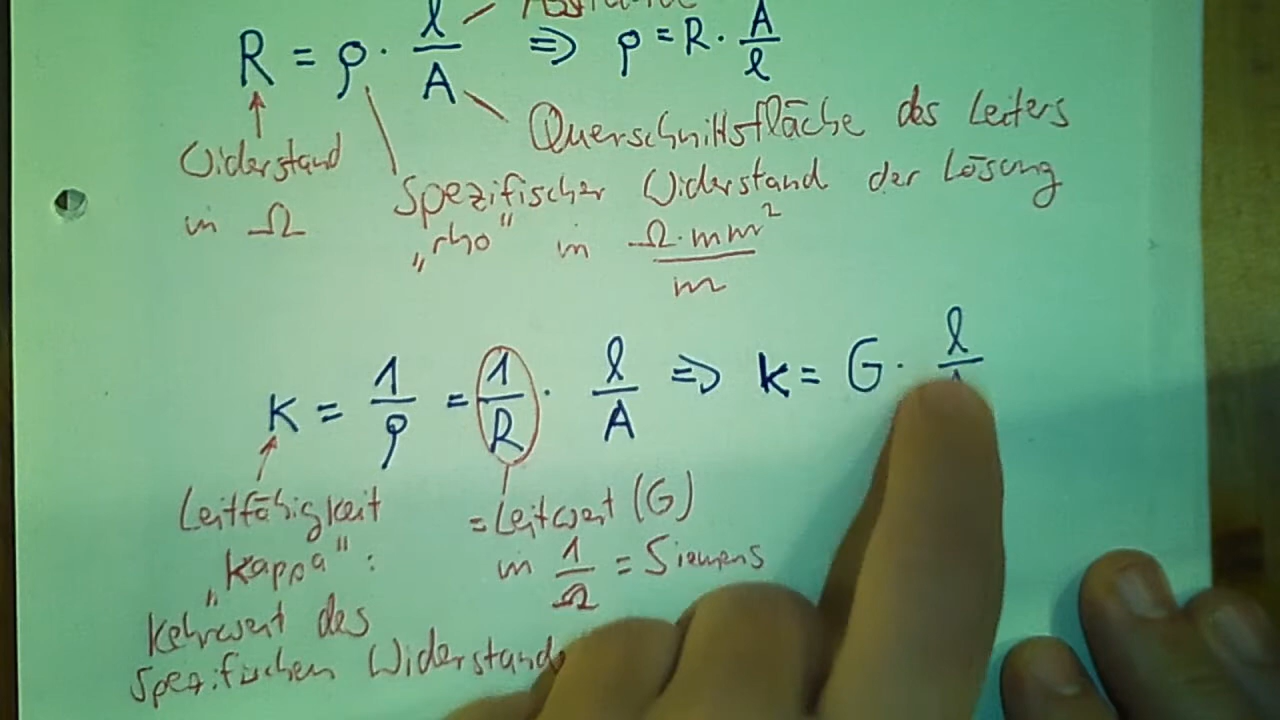 R = ρ · l/A ⇒ ρ = R · A/l
Querschnittsfläche des Leiters
Widerstand
in Ω
Spezifischer Widerstand der Lösung
„rho“ in Ω·mm²/m
κ = 1/ρ = 1/R · l/A ⇒ κ = G · l/A
Leitfähigkeit
„kappa“:
Kehrwert des
Spezifischen Widerstands
= Leitwert (G)
in 1/Ω = Siemens